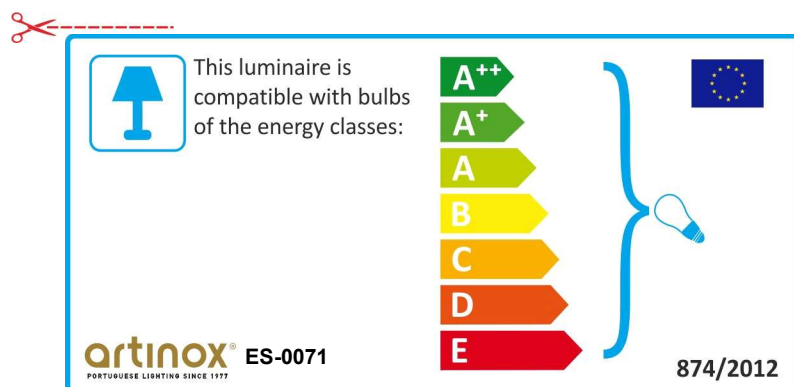 This luminaire is
compatible with bulbs
of the energy classes:
A++
A+
A
B
C
D
E
artinox® ES-0071
PORTUGUESE LIGHTING SINCE 1977
874/2012